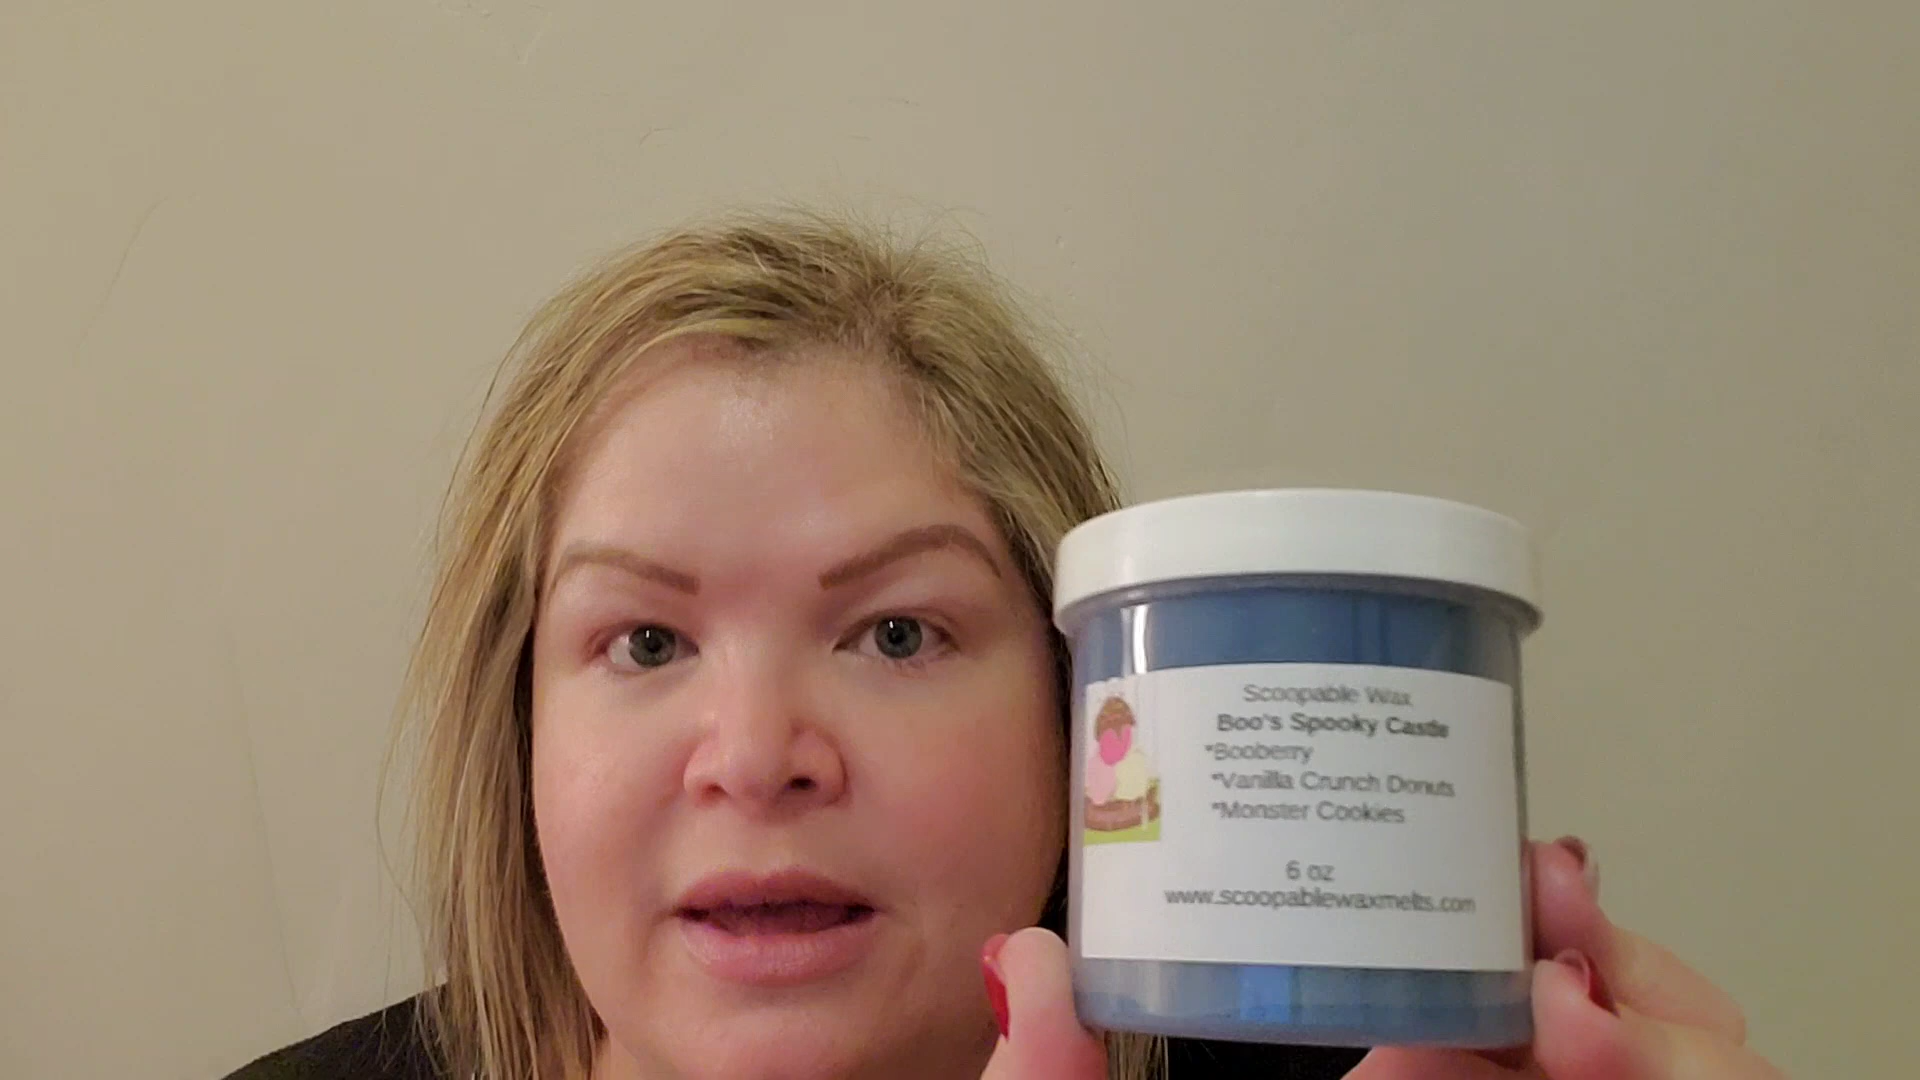 Scoopable Wax
Boo's Spooky Castle
*Booberry
*Vanilla Crunch Donuts
*Monster Cookies
6 oz
www.scoopablewaxmelts.com